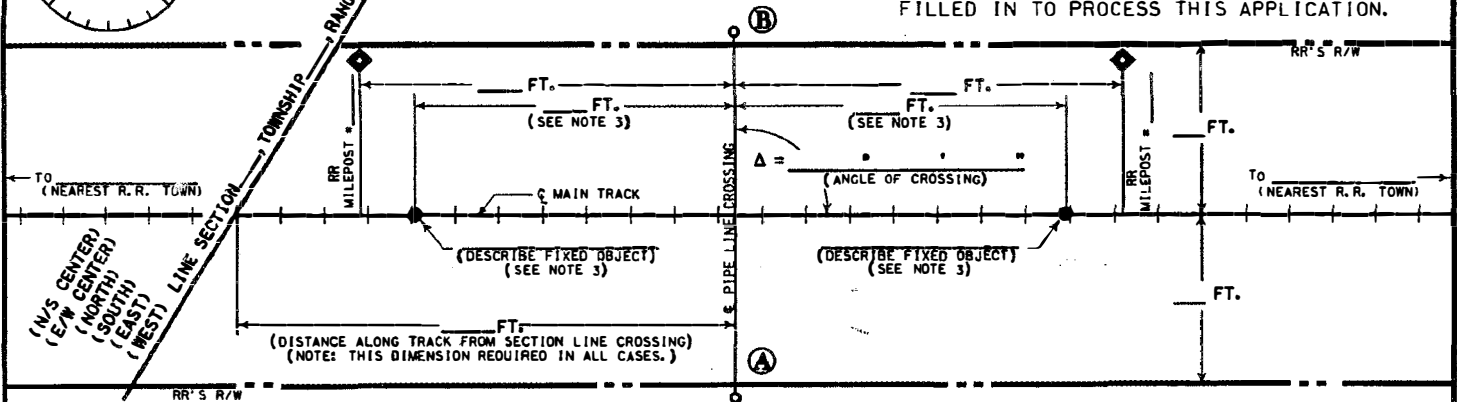 FILLED IN TO PROCESS THIS APPLICATION.
B
RR'S R/W
FT.
FT.
FT.
(SEE NOTE 3)
FT.
(SEE NOTE 3)
LINE SECTION ____, TOWNSHIP ____, RANG
RR
MILEPOST #
RR
MILEPOST #
FT.
Δ = ° ' "
(ANGLE OF CROSSING)
TO
(NEAREST R.R. TOWN)
TO
(NEAREST R.R. TOWN)
℄ MAIN TRACK
℄ PIPE LINE CROSSING
(DESCRIBE FIXED OBJECT)
(SEE NOTE 3)
(DESCRIBE FIXED OBJECT)
(SEE NOTE 3)
(N/S CENTER)
(E/W CENTER)
(NORTH)
(SOUTH)
(EAST)
(WEST)
FT.
FT.
(DISTANCE ALONG TRACK FROM SECTION LINE CROSSING)
(NOTE: THIS DIMENSION REQUIRED IN ALL CASES.)
A
RR'S R/W